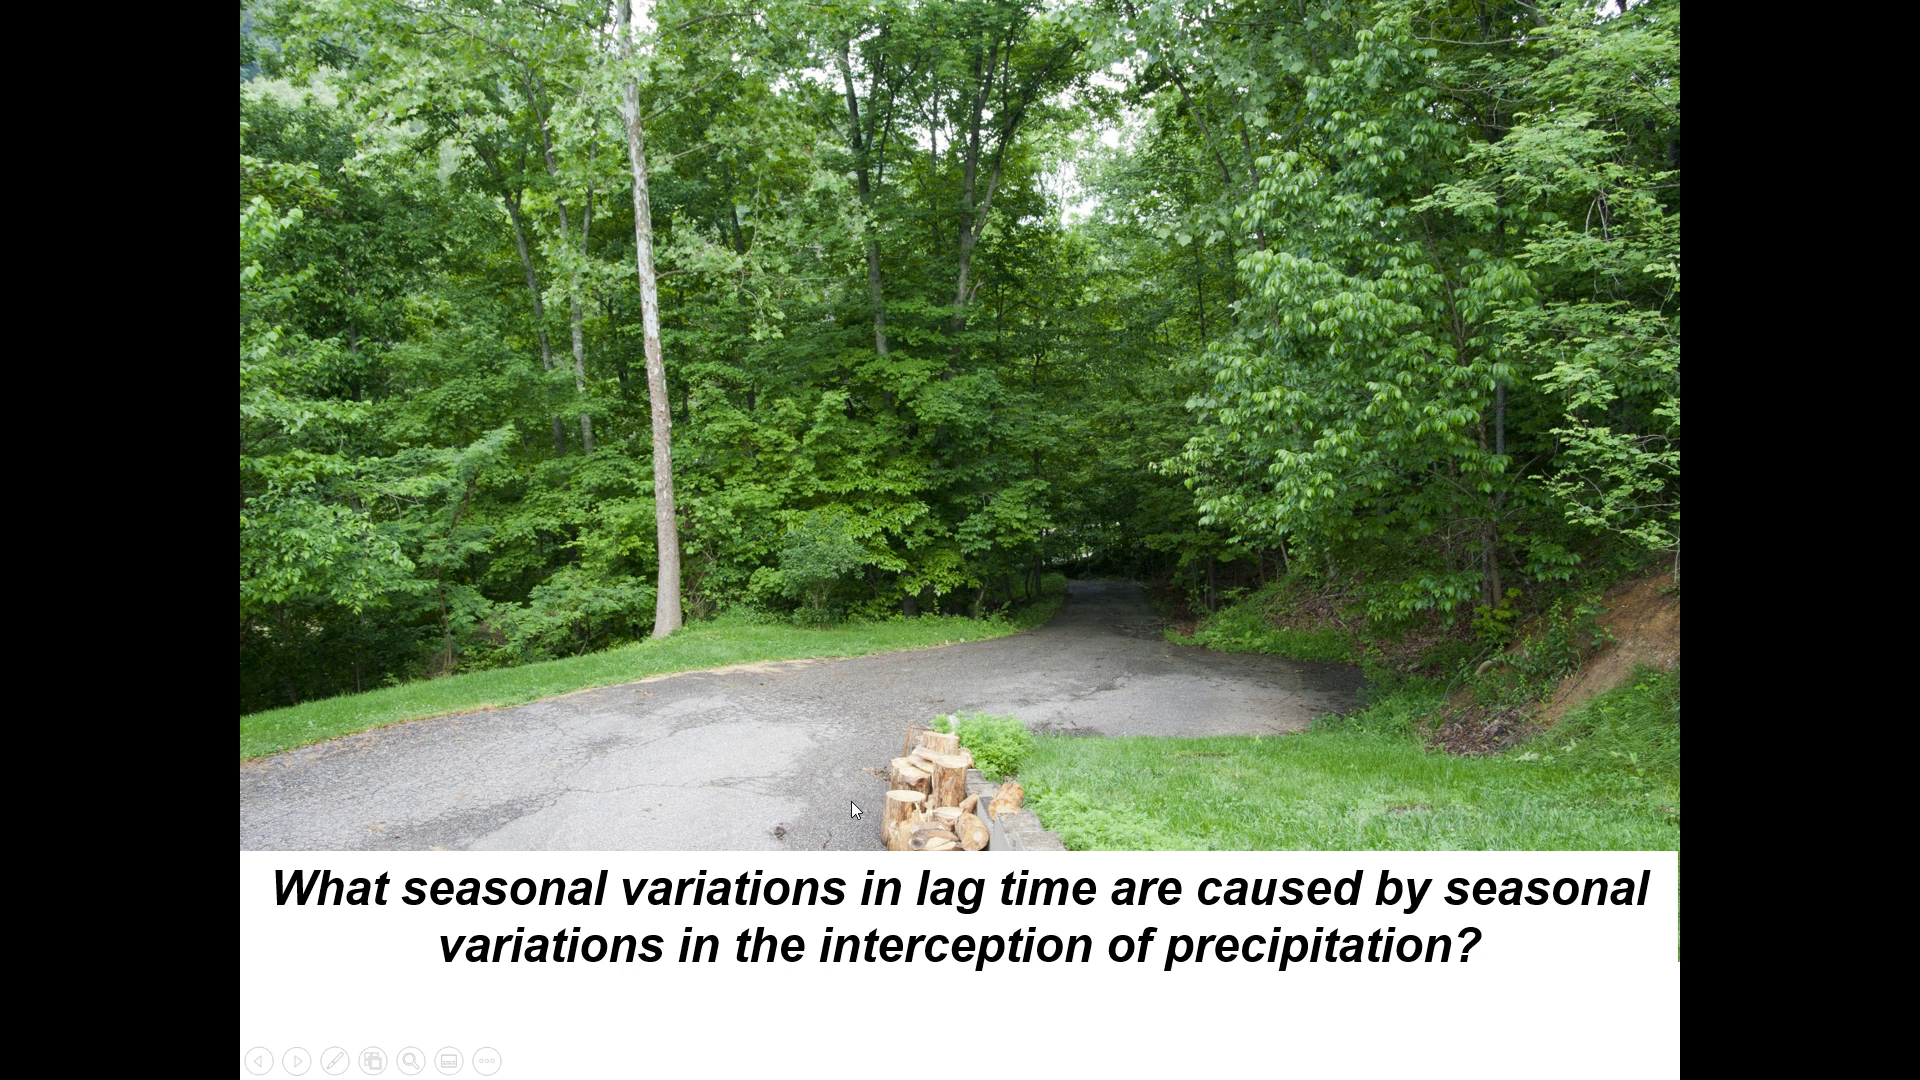 What seasonal variations in lag time are caused by seasonal
variations in the interception of precipitation?